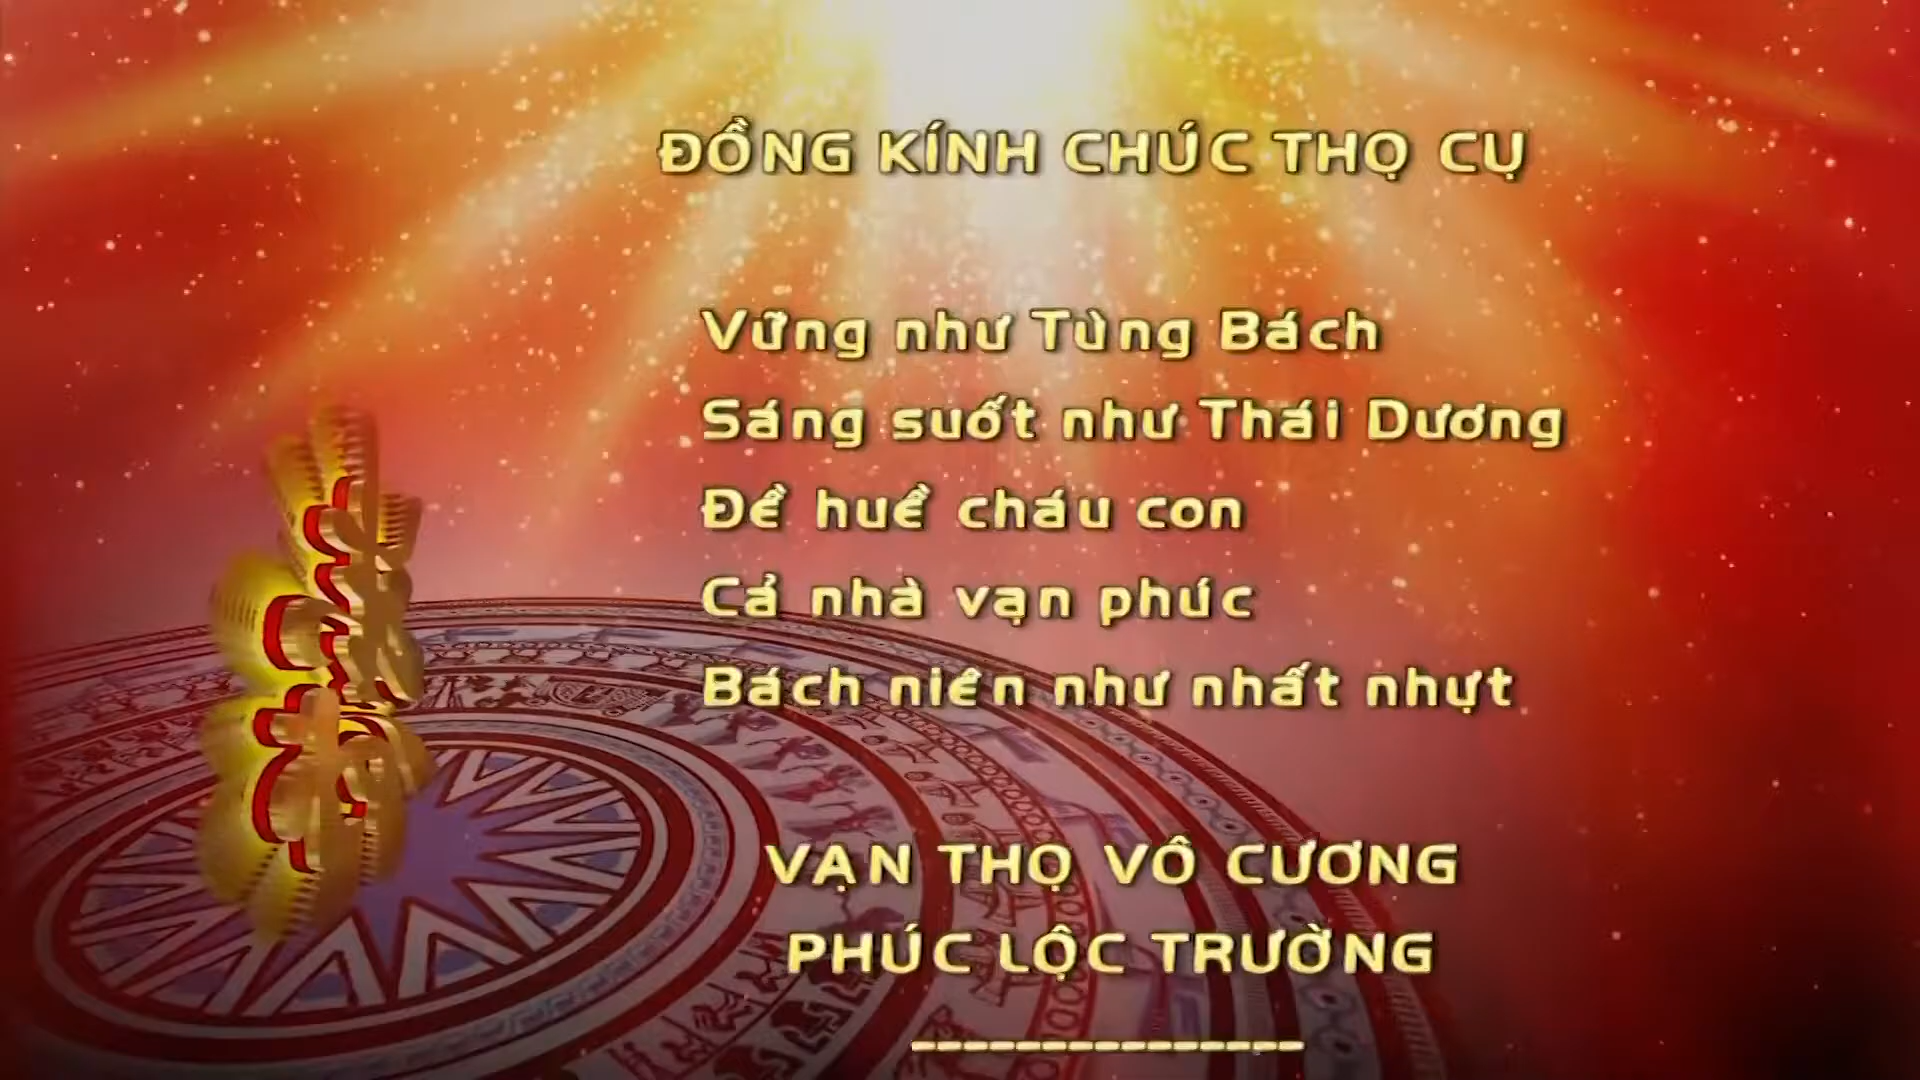 ĐỒNG KÍNH CHÚC THỌ CỤ
Vững như Tùng Bách
Sáng suốt như Thái Dương
Đề huề cháu con
Cả nhà vạn phúc
Bách niên như nhất nhựt
VẠN THỌ VÔ CƯƠNG
PHÚC LỘC TRƯỜNG
---------------